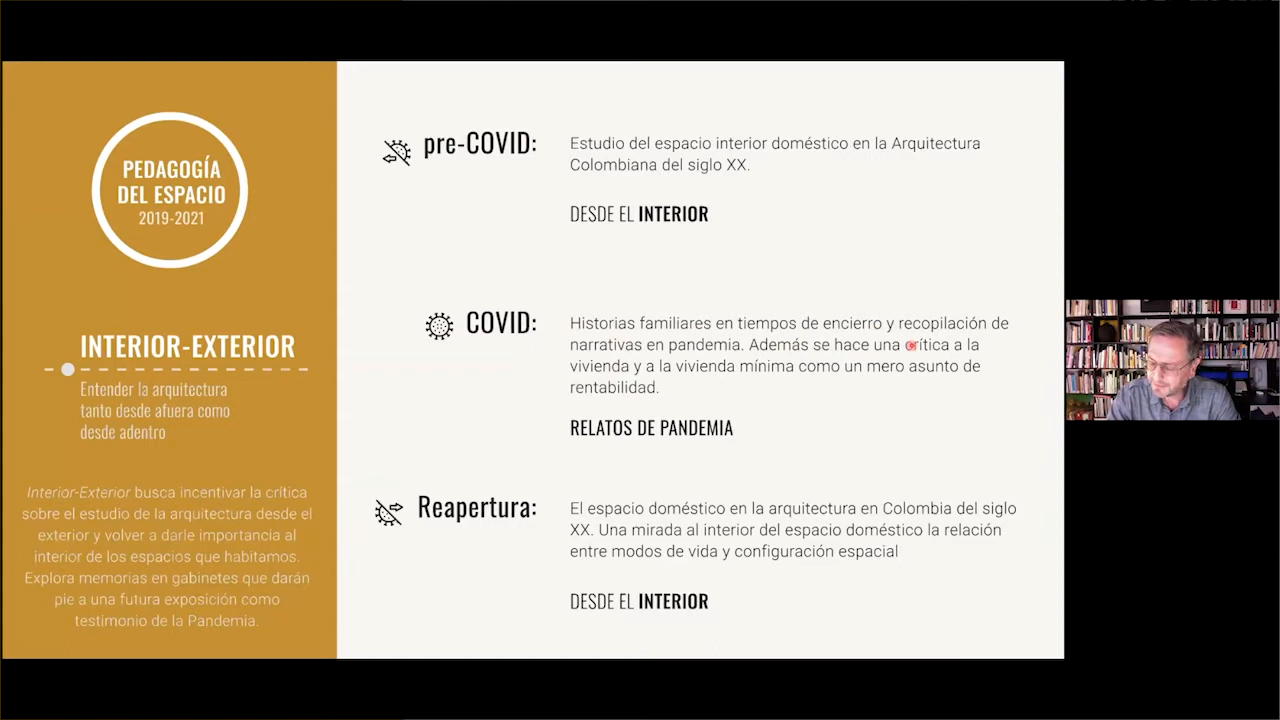 PEDAGOGÍA
DEL ESPACIO
2019-2021
INTERIOR-EXTERIOR
Entender la arquitectura
tanto desde afuera como
desde adentro
Interior-Exterior busca incentivar la crítica
sobre el estudio de la arquitectura desde el
exterior y volver a darle importancia al
interior de los espacios que habitamos.
Explora memorias en gabinetes que darán
pie a una futura exposición como
testimonio de la Pandemia.
pre-COVID:
Estudio del espacio interior doméstico en la Arquitectura
Colombiana del siglo XX.
DESDE EL INTERIOR
COVID:
Historias familiares en tiempos de encierro y recopilación de
narrativas en pandemia. Además se hace una crítica a la
vivienda y a la vivienda mínima como un mero asunto de
rentabilidad.
RELATOS DE PANDEMIA
Reapertura:
El espacio doméstico en la arquitectura en Colombia del siglo
XX. Una mirada al interior del espacio doméstico la relación
entre modos de vida y configuración espacial
DESDE EL INTERIOR